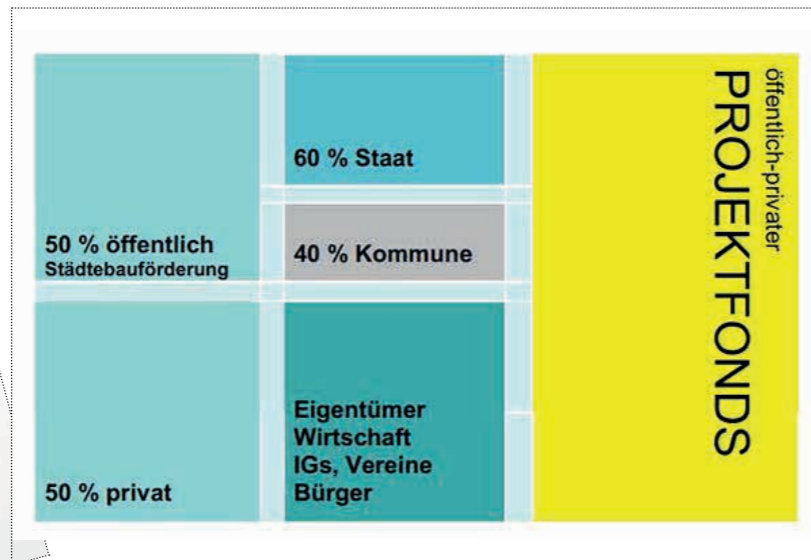 50 % öffentlich
Städtebauförderung
50 % privat
60 % Staat
40 % Kommune
Eigentümer
Wirtschaft
IGs, Vereine
Bürger
öffentlich-privater
PROJEKTFONDS